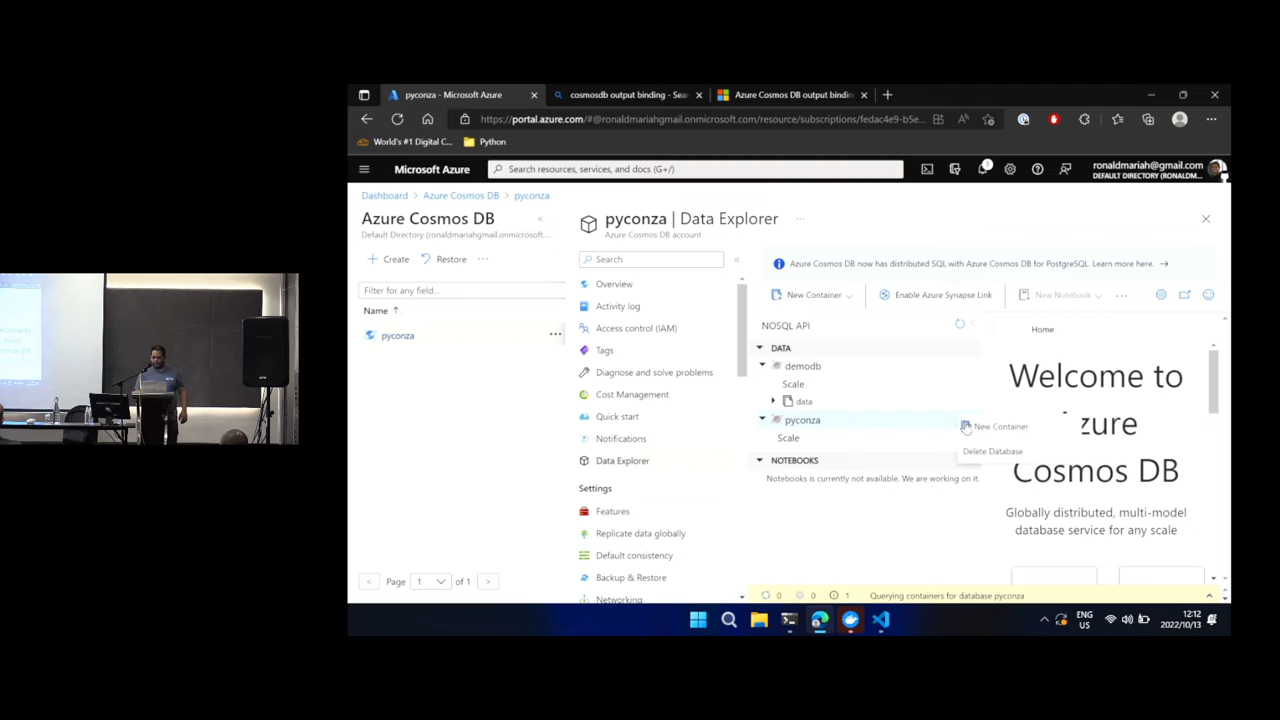 pyconza - Microsoft Azure
cosmosdb output binding - Sea
Azure Cosmos DB output bindin
https://portal.azure.com/#@ronaldmariahgmail.onmicrosoft.com/resource/subscriptions/fedac4e9-b5e...
World's #1 Digital C...
Python
Microsoft Azure
Search resources, services, and docs (G+/)
ronaldmariah@gmail.com
DEFAULT DIRECTORY (RONALDM...
Dashboard > Azure Cosmos DB > pyconza
Azure Cosmos DB
Default Directory (ronaldmariahgmail.onmicrosoft...
Create
Restore
Filter for any field...
Name
pyconza
Page 1 of 1
pyconza | Data Explorer
Azure Cosmos DB account
Search
Overview
Activity log
Access control (IAM)
Tags
Diagnose and solve problems
Cost Management
Quick start
Notifications
Data Explorer
Settings
Features
Replicate data globally
Default consistency
Backup & Restore
Networking
Azure Cosmos DB now has distributed SQL with Azure Cosmos DB for PostgreSQL. Learn more here.
New Container
Enable Azure Synapse Link
New Notebook
NOSQL API
DATA
demodb
Scale
data
pyconza
Scale
NOTEBOOKS
Notebooks is currently not available. We are working on it.
New Container
Delete Database
Home
Welcome to
zure
Cosmos DB
Globally distributed, multi-model
database service for any scale
0 0 1 Querying containers for database pyconza
ENG
US
12:12
2022/10/13